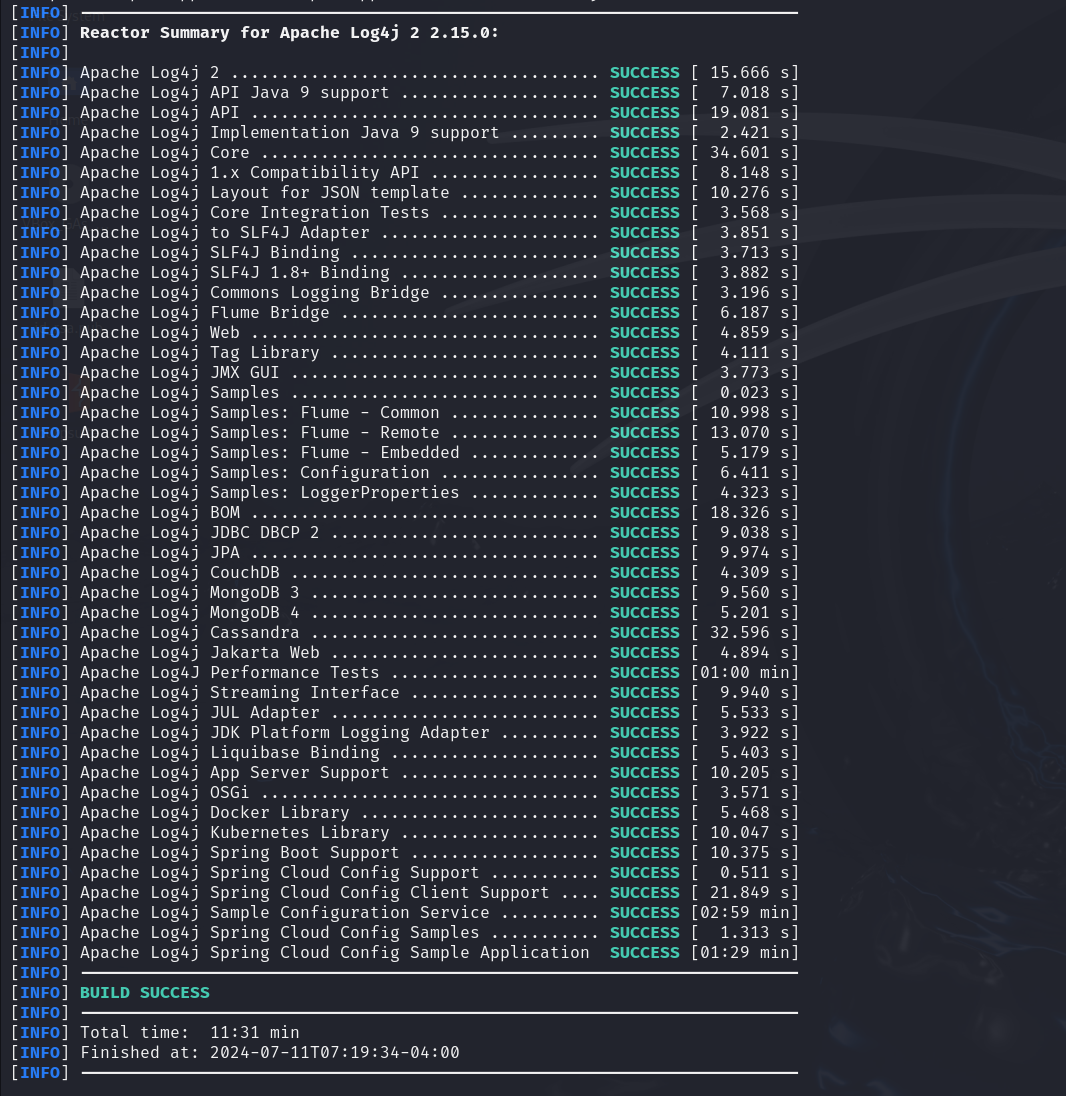 [INFO] ------------------------------------------------------------------------
[INFO] Reactor Summary for Apache Log4j 2 2.15.0:
[INFO]
[INFO] Apache Log4j 2 ..................................... SUCCESS [ 15.666 s]
[INFO] Apache Log4j API Java 9 support .................... SUCCESS [  7.018 s]
[INFO] Apache Log4j API ................................... SUCCESS [ 19.081 s]
[INFO] Apache Log4j Implementation Java 9 support ......... SUCCESS [  2.421 s]
[INFO] Apache Log4j Core .................................. SUCCESS [ 34.601 s]
[INFO] Apache Log4j 1.x Compatibility API ................. SUCCESS [  8.148 s]
[INFO] Apache Log4j Layout for JSON template .............. SUCCESS [ 10.276 s]
[INFO] Apache Log4j Core Integration Tests ................ SUCCESS [  3.568 s]
[INFO] Apache Log4j to SLF4J Adapter ...................... SUCCESS [  3.851 s]
[INFO] Apache Log4j SLF4J Binding ......................... SUCCESS [  3.713 s]
[INFO] Apache Log4j SLF4J 1.8+ Binding .................... SUCCESS [  3.882 s]
[INFO] Apache Log4j Commons Logging Bridge ................ SUCCESS [  3.196 s]
[INFO] Apache Log4j Flume Bridge .......................... SUCCESS [  6.187 s]
[INFO] Apache Log4j Web ................................... SUCCESS [  4.859 s]
[INFO] Apache Log4j Tag Library ........................... SUCCESS [  4.111 s]
[INFO] Apache Log4j JMX GUI ............................... SUCCESS [  3.773 s]
[INFO] Apache Log4j Samples ............................... SUCCESS [  0.023 s]
[INFO] Apache Log4j Samples: Flume - Common ............... SUCCESS [ 10.998 s]
[INFO] Apache Log4j Samples: Flume - Remote ............... SUCCESS [ 13.070 s]
[INFO] Apache Log4j Samples: Flume - Embedded ............. SUCCESS [  5.179 s]
[INFO] Apache Log4j Samples: Configuration ................ SUCCESS [  6.411 s]
[INFO] Apache Log4j Samples: LoggerProperties ............. SUCCESS [  4.323 s]
[INFO] Apache Log4j BOM ................................... SUCCESS [ 18.326 s]
[INFO] Apache Log4j JDBC DBCP 2 ........................... SUCCESS [  9.038 s]
[INFO] Apache Log4j JPA ................................... SUCCESS [  9.974 s]
[INFO] Apache Log4j CouchDB ............................... SUCCESS [  4.309 s]
[INFO] Apache Log4j MongoDB 3 ............................. SUCCESS [  9.560 s]
[INFO] Apache Log4j MongoDB 4 ............................. SUCCESS [  5.201 s]
[INFO] Apache Log4j Cassandra ............................. SUCCESS [ 32.596 s]
[INFO] Apache Log4j Jakarta Web ........................... SUCCESS [  4.894 s]
[INFO] Apache Log4J Performance Tests ..................... SUCCESS [01:00 min]
[INFO] Apache Log4j Streaming Interface ................... SUCCESS [  9.940 s]
[INFO] Apache Log4j JUL Adapter ........................... SUCCESS [  5.533 s]
[INFO] Apache Log4j JDK Platform Logging Adapter .......... SUCCESS [  3.922 s]
[INFO] Apache Log4j Liquibase Binding ..................... SUCCESS [  5.403 s]
[INFO] Apache Log4j App Server Support .................... SUCCESS [ 10.205 s]
[INFO] Apache Log4j OSGi .................................. SUCCESS [  3.571 s]
[INFO] Apache Log4j Docker Library ........................ SUCCESS [  5.468 s]
[INFO] Apache Log4j Kubernetes Library .................... SUCCESS [ 10.047 s]
[INFO] Apache Log4j Spring Boot Support ................... SUCCESS [ 10.375 s]
[INFO] Apache Log4j Spring Cloud Config Support ........... SUCCESS [  0.511 s]
[INFO] Apache Log4j Spring Cloud Config Client Support .... SUCCESS [ 21.849 s]
[INFO] Apache Log4j Sample Configuration Service .......... SUCCESS [02:59 min]
[INFO] Apache Log4j Spring Cloud Config Samples ........... SUCCESS [  1.313 s]
[INFO] Apache Log4j Spring Cloud Config Sample Application  SUCCESS [01:29 min]
[INFO] ------------------------------------------------------------------------
[INFO] BUILD SUCCESS
[INFO] ------------------------------------------------------------------------
[INFO] Total time:  11:31 min
[INFO] Finished at: 2024-07-11T07:19:34-04:00
[INFO] ------------------------------------------------------------------------